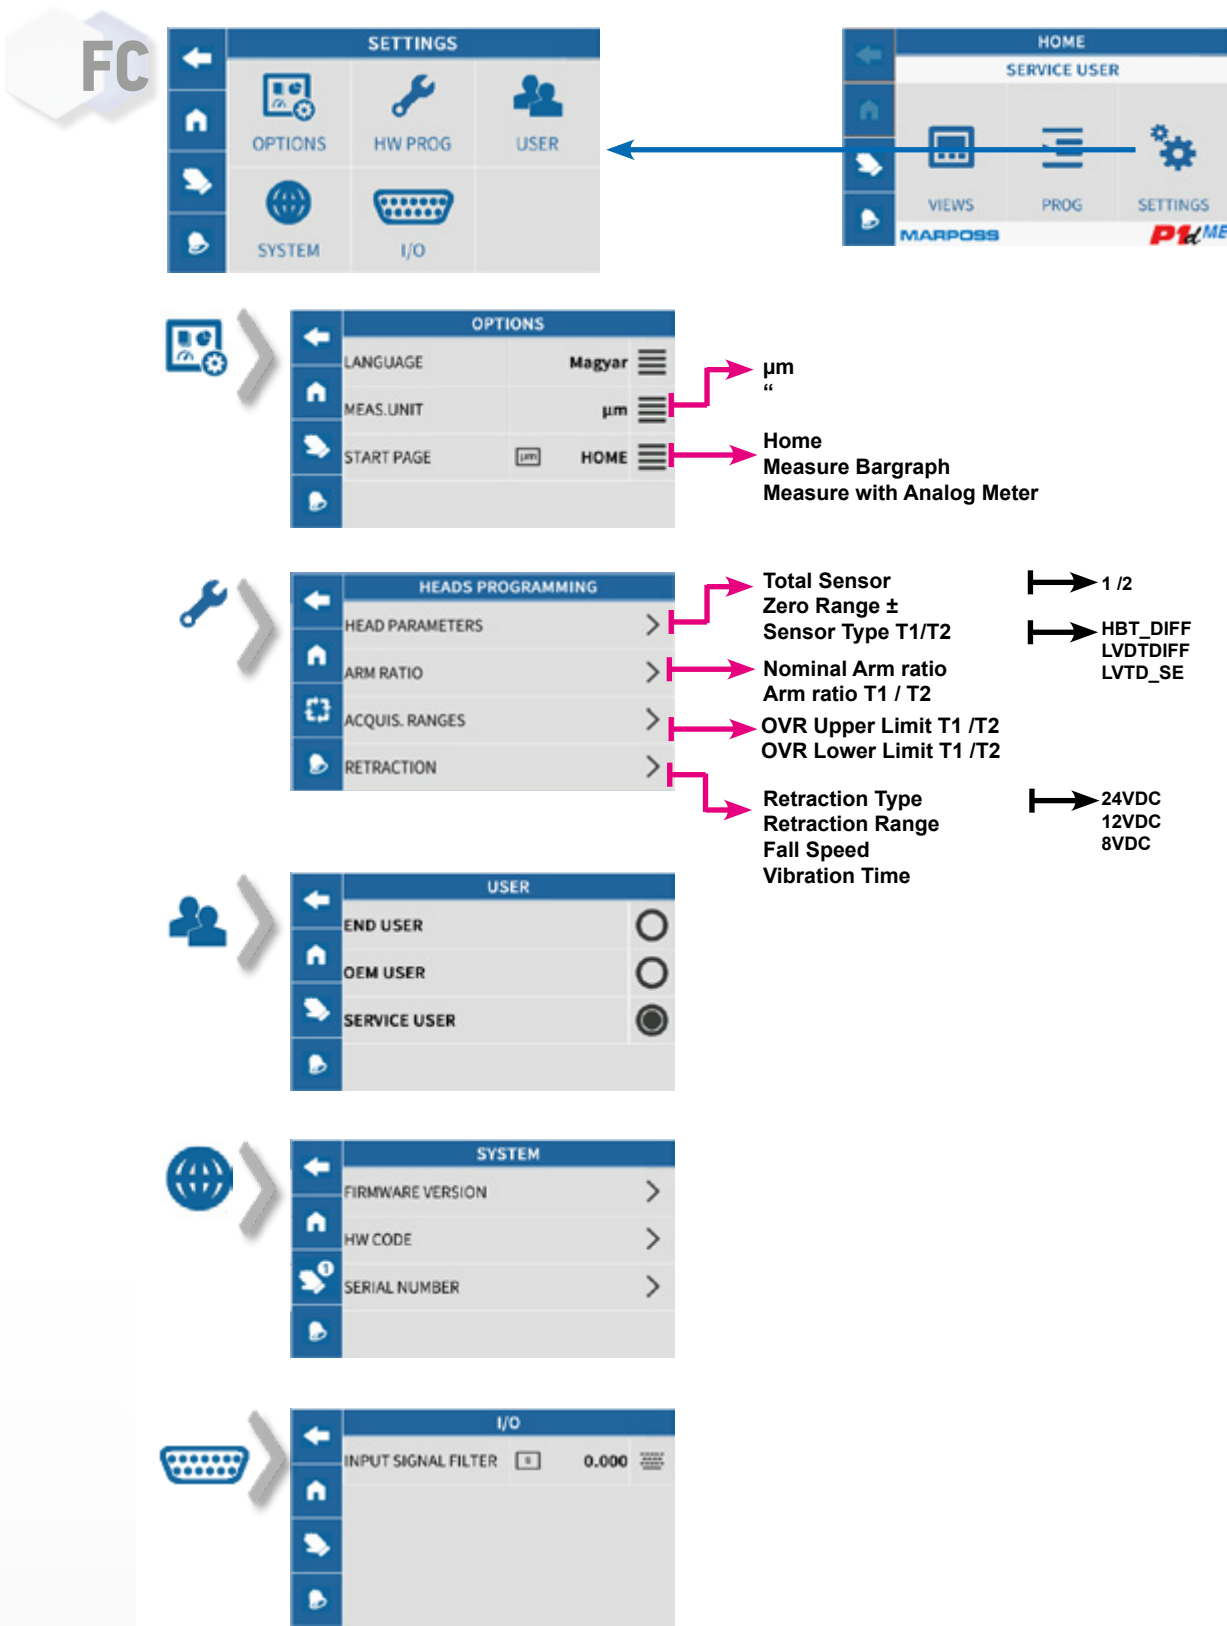 FC
SETTINGS
OPTIONS
HW PROG
USER
SYSTEM
I/O
HOME
SERVICE USER
VIEWS
PROG
SETTINGS
MARPOSS
P1dME
OPTIONS
LANGUAGE Magyar
MEAS.UNIT µm
START PAGE µm HOME
µm
“
Home
Measure Bargraph
Measure with Analog Meter
HEADS PROGRAMMING
HEAD PARAMETERS
ARM RATIO
ACQUIS. RANGES
RETRACTION
Total Sensor
Zero Range ±
Sensor Type T1/T2
1 /2
HBT_DIFF
LVDTDIFF
LVTD_SE
Nominal Arm ratio
Arm ratio T1 / T2
OVR Upper Limit T1 /T2
OVR Lower Limit T1 /T2
Retraction Type
Retraction Range
Fall Speed
Vibration Time
24VDC
12VDC
8VDC
USER
END USER
OEM USER
SERVICE USER
SYSTEM
FIRMWARE VERSION
HW CODE
1
SERIAL NUMBER
I/O
INPUT SIGNAL FILTER s 0.000